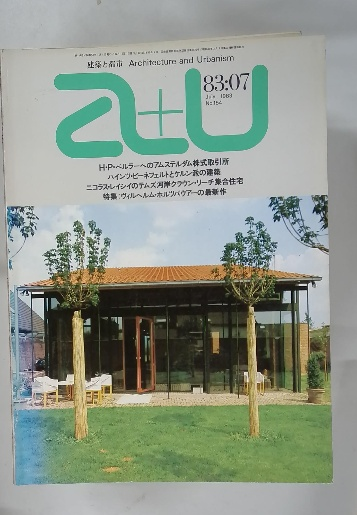 建築と都市 Architecture and Urbanism
a+u
83:07
July 1983
No.154
H・P・ベルラーヘのアムステルダム株式取引所
ハインツ・ビーネフェルトとケルン派の建築
ニコラス・レイシイのテムズ河岸クラウン・リーチ集合住宅
特集：ヴィルヘルム・ホルツバウアーの最新作